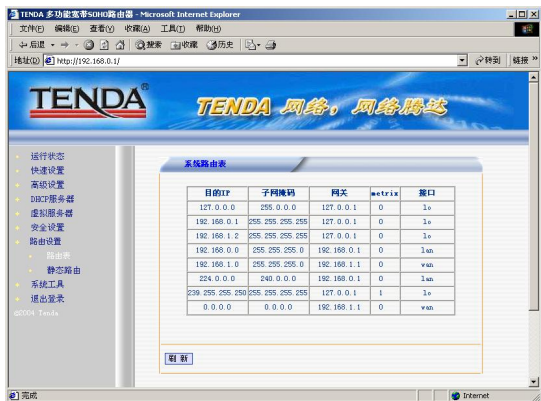 TENDA 多功能宽带SOHO路由器 - Microsoft Internet Explorer
文件(F) 编辑(E) 查看(V) 收藏(A) 工具(T) 帮助(H)
后退 搜索 收藏 历史
地址(D) http://192.168.0.1/ 转到 链接 »
TENDA®
TENDA 网络，网络腾达
运行状态
快速设置
高级设置
DHCP服务器
虚拟服务器
安全设置
路由设置
路由表
静态路由
系统工具
退出登录
©2004 Tenda
系统路由表
目的IP 子网掩码 网关 metrix 接口
127.0.0.0 255.0.0.0 127.0.0.1 0 lo
192.168.0.1 255.255.255.255 127.0.0.1 0 lo
192.168.1.2 255.255.255.255 127.0.0.1 0 lo
192.168.0.0 255.255.255.0 192.168.0.1 0 lan
192.168.1.0 255.255.255.0 192.168.1.1 0 wan
224.0.0.0 240.0.0.0 192.168.0.1 0 lan
239.255.255.250 255.255.255.255 127.0.0.1 1 lo
0.0.0.0 0.0.0.0 192.168.1.1 0 wan
刷 新
完成 Internet